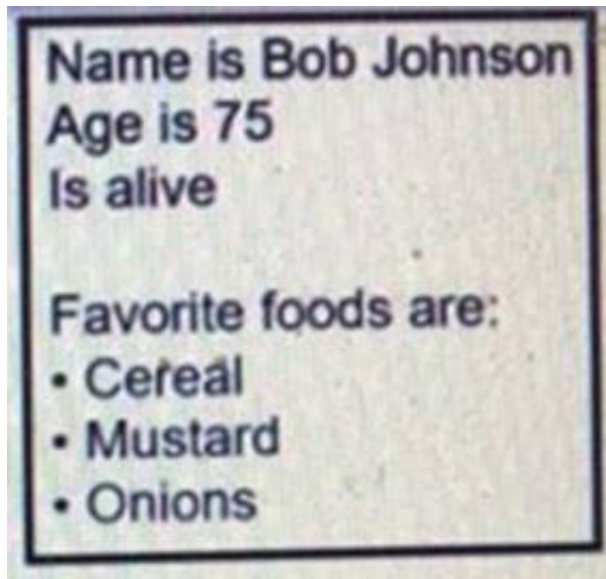 Name is Bob Johnson
Age is 75
Is alive
Favorite foods are:
• Cereal
• Mustard
• Onions